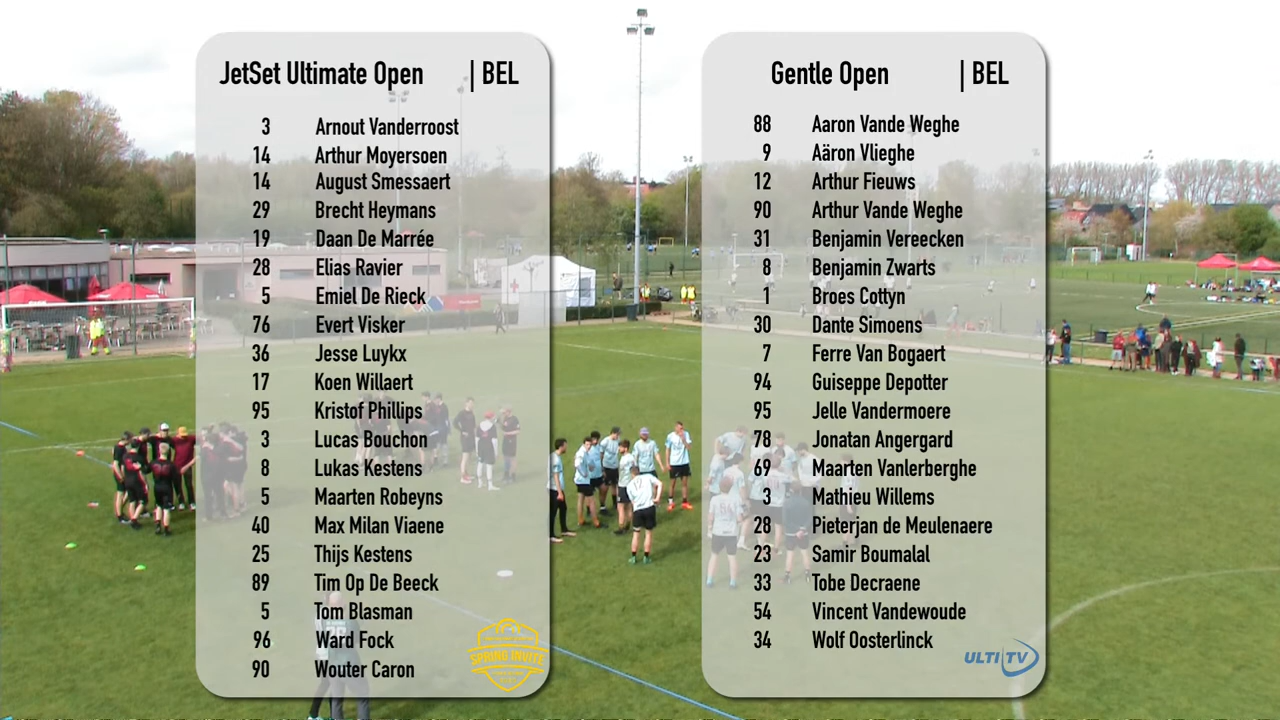 JetSet Ultimate Open | BEL
3 Arnout Vanderroost
14 Arthur Moyersoen
14 August Smessaert
29 Brecht Heymans
19 Daan De Marrée
28 Elias Ravier
5 Emiel De Rieck
76 Evert Visker
36 Jesse Luykx
17 Koen Willaert
95 Kristof Phillips
3 Lucas Bouchon
8 Lukas Kestens
5 Maarten Robeyns
40 Max Milan Viaene
25 Thijs Kestens
89 Tim Op De Beeck
5 Tom Blasman
96 Ward Fock
90 Wouter Caron
SPRING INVITE
Gentle Open | BEL
88 Aaron Vande Weghe
9 Aäron Vlieghe
12 Arthur Fieuws
90 Arthur Vande Weghe
31 Benjamin Vereecken
8 Benjamin Zwarts
1 Broes Cottyn
30 Dante Simoens
7 Ferre Van Bogaert
94 Guiseppe Depotter
95 Jelle Vandermoere
78 Jonatan Angergard
69 Maarten Vanlerberghe
3 Mathieu Willems
28 Pieterjan de Meulenaere
23 Samir Boumalal
33 Tobe Decraene
54 Vincent Vandewoude
34 Wolf Oosterlinck
ULTI TV